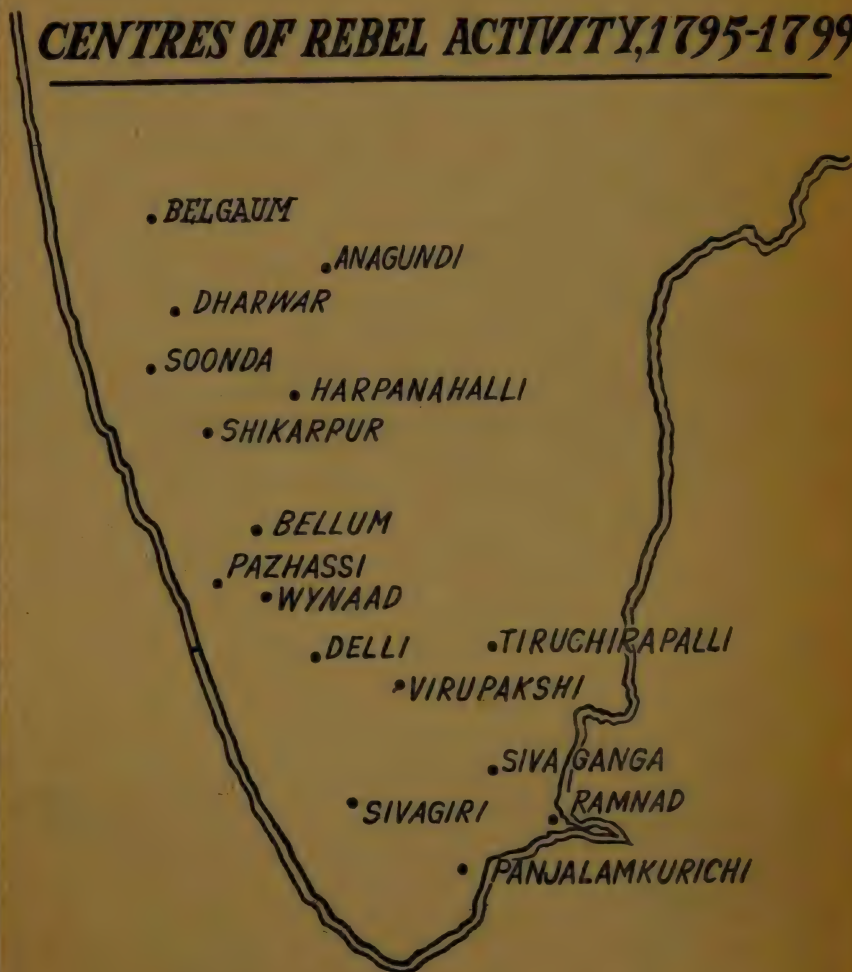 CENTRES OF REBEL ACTIVITY,1795-1799
BELGAUM
ANAGUNDI
DHARWAR
SOONDA
HARPANAHALLI
SHIKARPUR
BELLUM
PAZHASSI
WYNAAD
DELLI
TIRUCHIRAPALLI
VIRUPAKSHI
SIVAGANGA
SIVAGIRI
RAMNAD
PANJALAMKURICHI